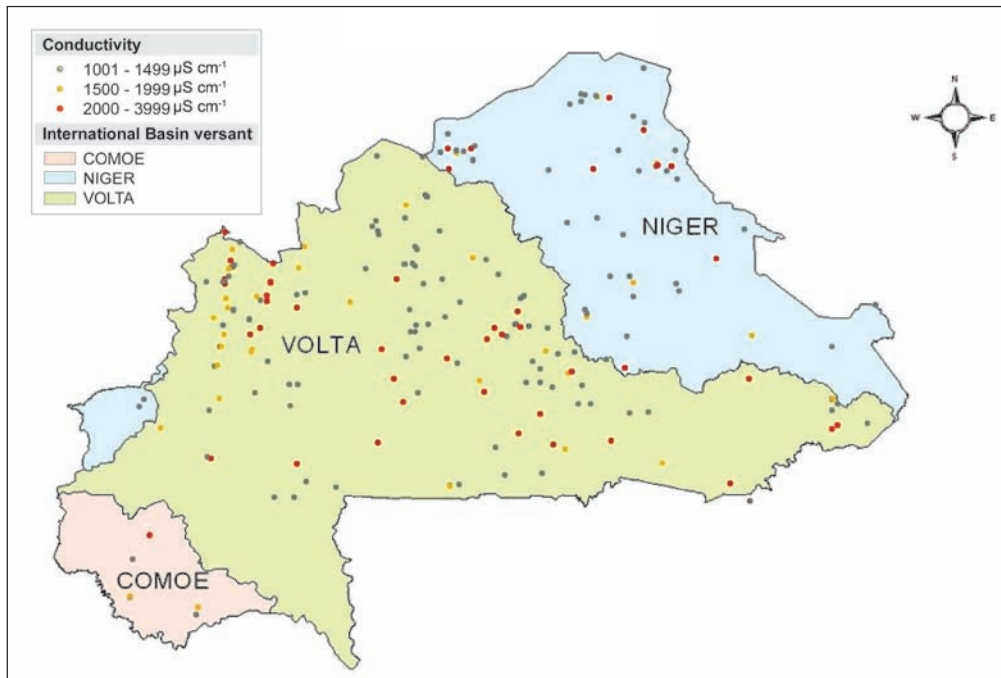 Conductivity
1001 - 1499 µS cm⁻¹
1500 - 1999 µS cm⁻¹
2000 - 3999 µS cm⁻¹
International Basin versant
COMOE
NIGER
VOLTA
N
W E
S
NIGER
VOLTA
COMOE